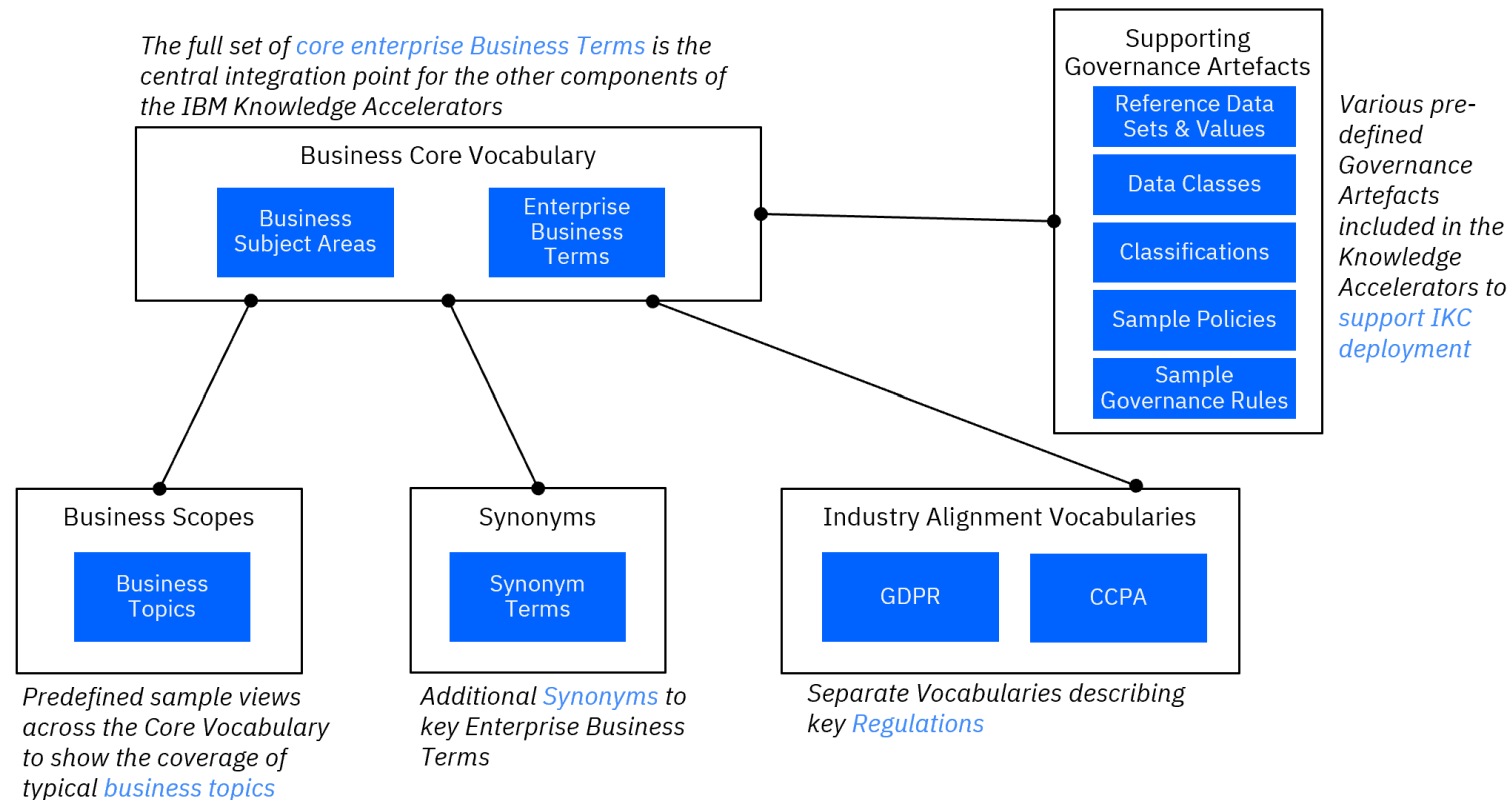 The full set of core enterprise Business Terms is the
central integration point for the other components of
the IBM Knowledge Accelerators
Business Core Vocabulary
Business
Subject Areas
Enterprise
Business
Terms
Supporting
Governance Artefacts
Reference Data
Sets & Values
Data Classes
Classifications
Sample Policies
Sample
Governance Rules
Various pre-
defined
Governance
Artefacts
included in the
Knowledge
Accelerators to
support IKC
deployment
Business Scopes
Business
Topics
Predefined sample views
across the Core Vocabulary
to show the coverage of
typical business topics
Synonyms
Synonym
Terms
Additional Synonyms to
key Enterprise Business
Terms
Industry Alignment Vocabularies
GDPR
CCPA
Separate Vocabularies describing
key Regulations